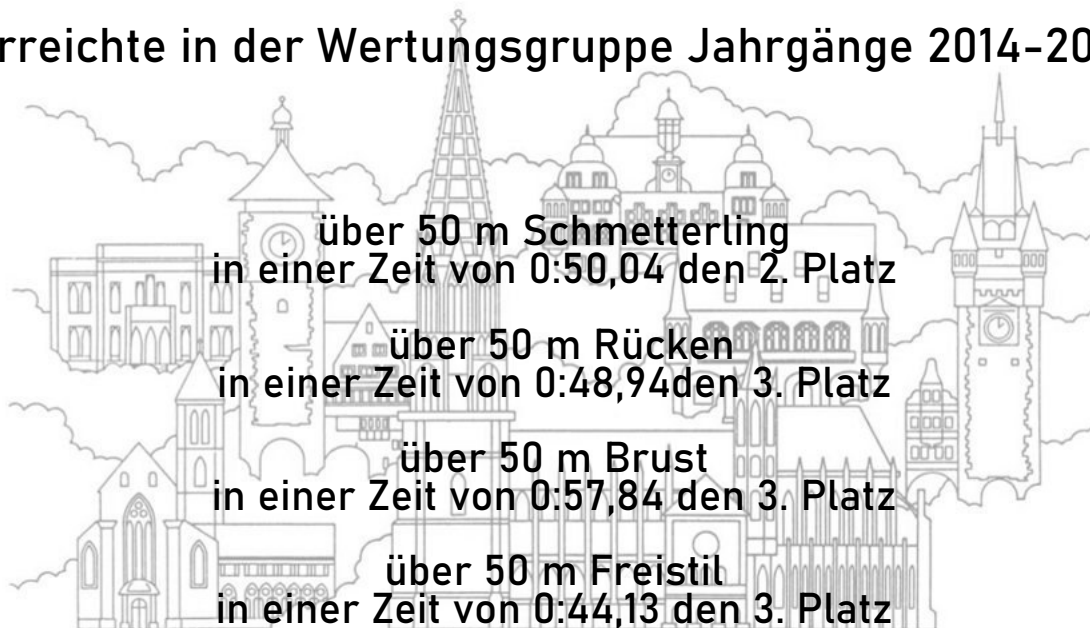 rreichte in der Wertungsgruppe Jahrgänge 2014-20
über 50 m Schmetterling
in einer Zeit von 0:50,04 den 2. Platz
über 50 m Rücken
in einer Zeit von 0:48,94den 3. Platz
über 50 m Brust
in einer Zeit von 0:57,84 den 3. Platz
über 50 m Freistil
in einer Zeit von 0:44,13 den 3. Platz